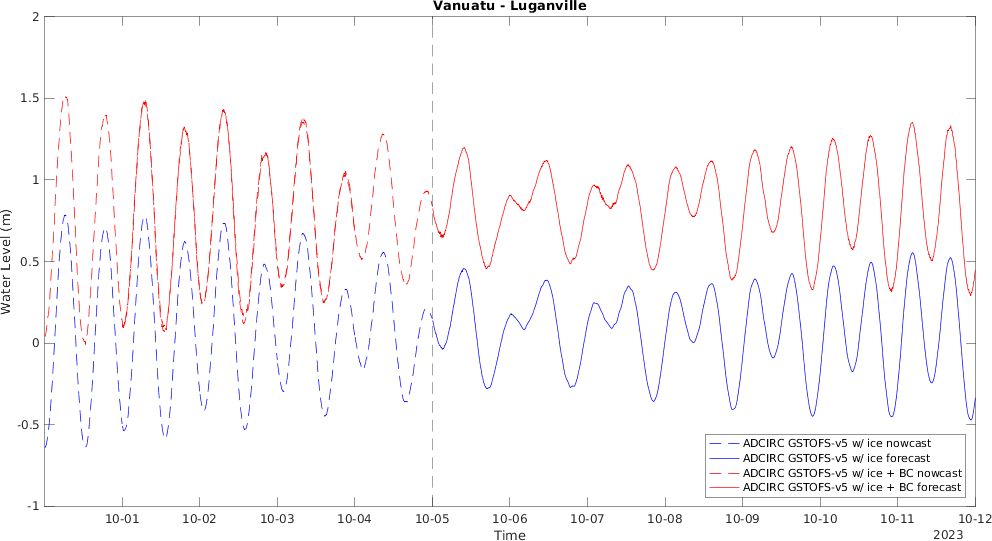 Vanuatu - Luganville
2
1.5
1
0.5
0
-0.5
-1
Water Level (m)
10-01 10-02 10-03 10-04 10-05 10-06 10-07 10-08 10-09 10-10 10-11 10-12
Time
2023
ADCIRC GSTOFS-v5 w/ ice nowcast
ADCIRC GSTOFS-v5 w/ ice forecast
ADCIRC GSTOFS-v5 w/ ice + BC nowcast
ADCIRC GSTOFS-v5 w/ ice + BC forecast